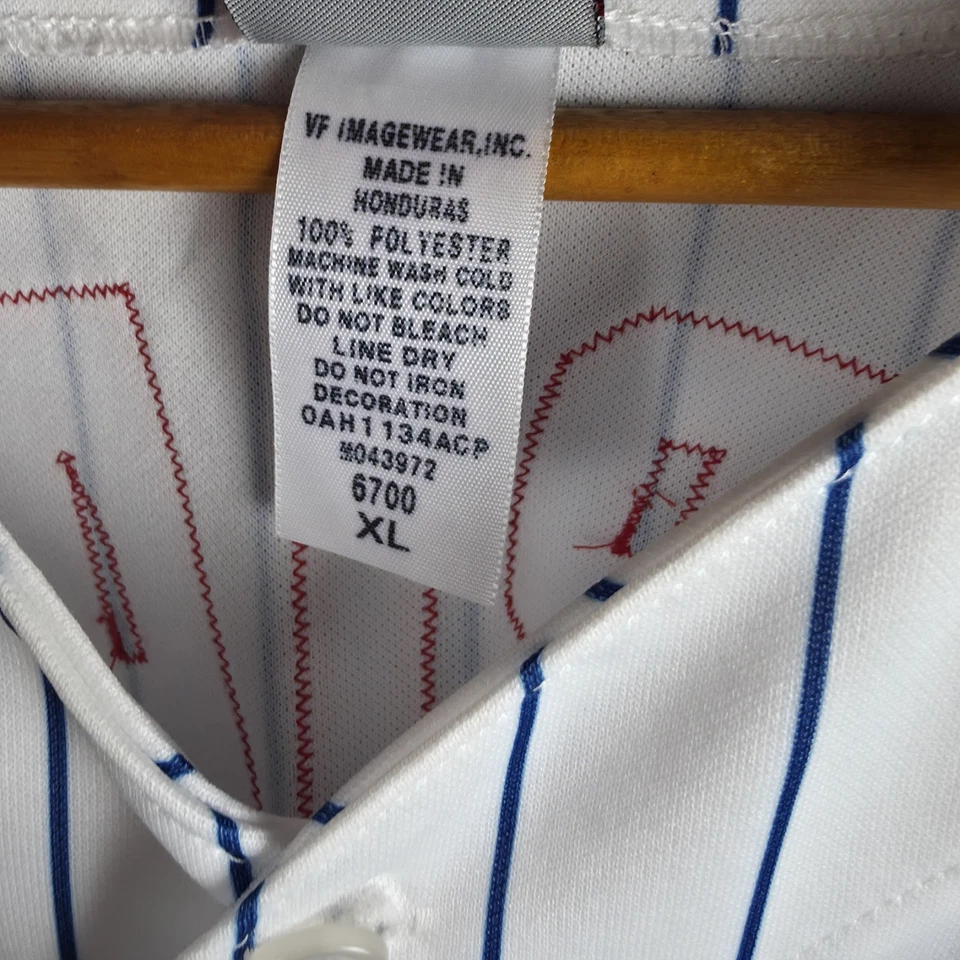 VF IMAGEWEAR,INC.
MADE IN
HONDURAS
100% POLYESTER
MACHINE WASH COLD
WITH LIKE COLORS
DO NOT BLEACH
LINE DRY
DO NOT IRON
DECORATION
0AH1134ACP
M043972
6700
XL